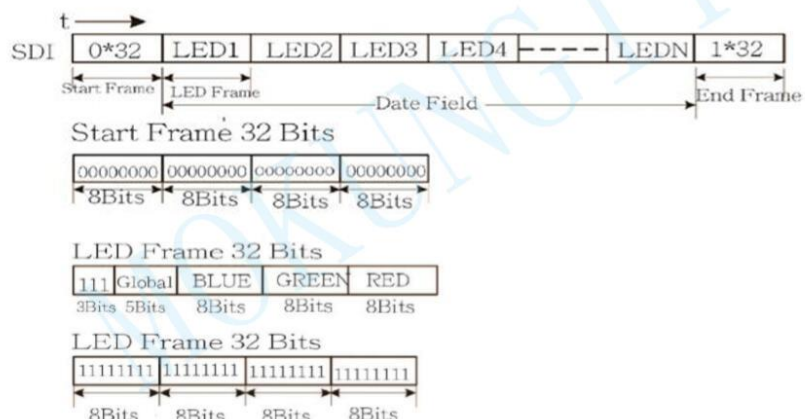 t
SDI 0*32 LED1 LED2 LED3 LED4 LEDN 1*32
Start Frame LED Frame Date Field End Frame
Start Frame 32 Bits
00000000 00000000 00000000 00000000
8Bits 8Bits 8Bits 8Bits
LED Frame 32 Bits
111 Global BLUE GREEN RED
3Bits 5Bits 8Bits 8Bits 8Bits
LED Frame 32 Bits
11111111 11111111 11111111 11111111
8Bits 8Bits 8Bits 8Bits